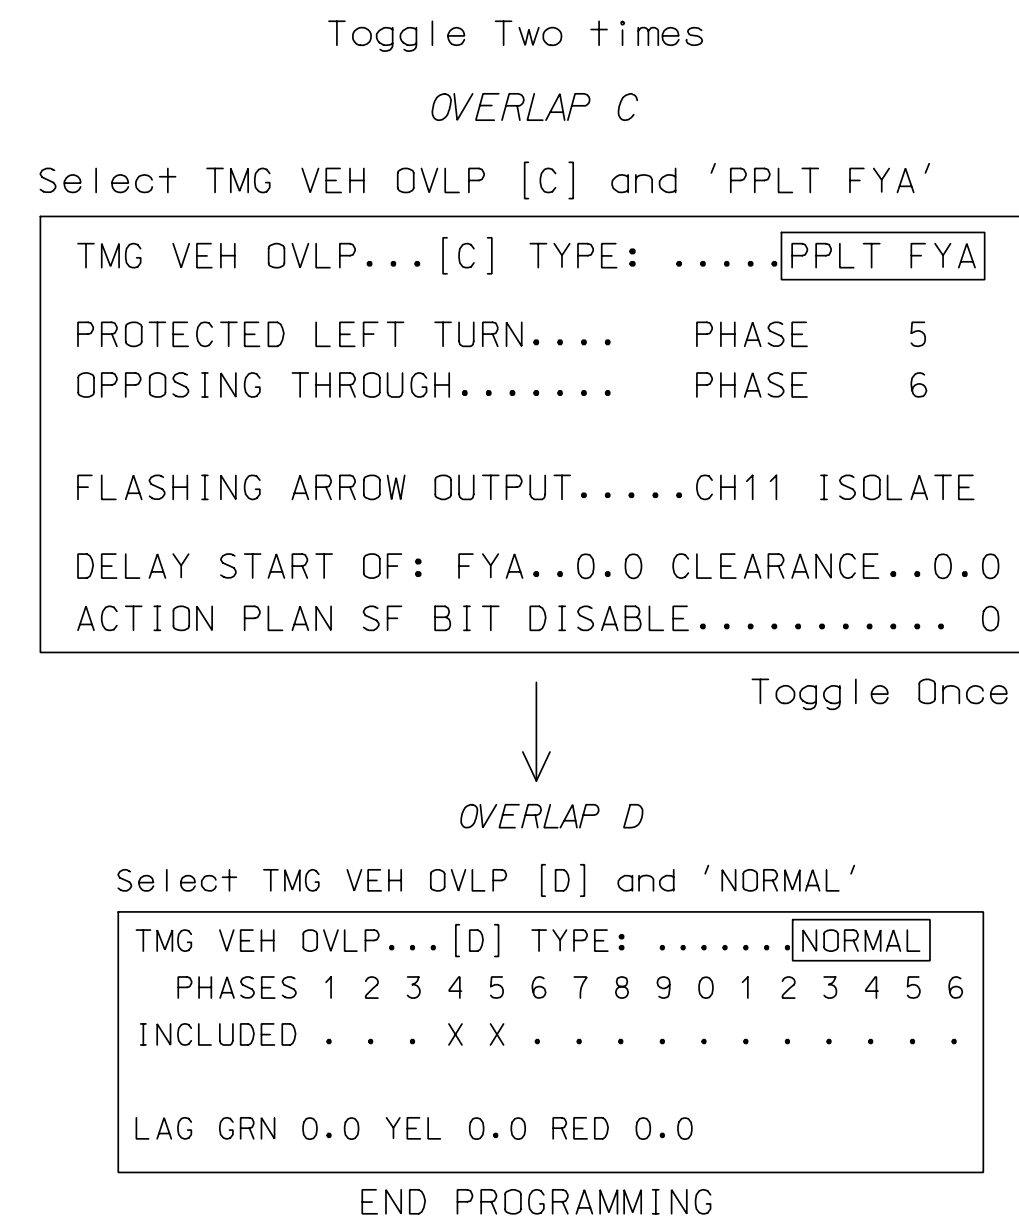 Toggle Two times
OVERLAP C
Select TMG VEH OVLP [C] and 'PPLT FYA'
TMG VEH OVLP...[C] TYPE: .....PPLT FYA
PROTECTED LEFT TURN.... PHASE 5
OPPOSING THROUGH....... PHASE 6
FLASHING ARROW OUTPUT.....CH11 ISOLATE
DELAY START OF: FYA..0.0 CLEARANCE..0.0
ACTION PLAN SF BIT DISABLE........... 0
Toggle Once
OVERLAP D
Select TMG VEH OVLP [D] and 'NORMAL'
TMG VEH OVLP...[D] TYPE: .......NORMAL
PHASES 1 2 3 4 5 6 7 8 9 0 1 2 3 4 5 6
INCLUDED . . . X X . . . . . . . . . . .
LAG GRN 0.0 YEL 0.0 RED 0.0
END PROGRAMMING